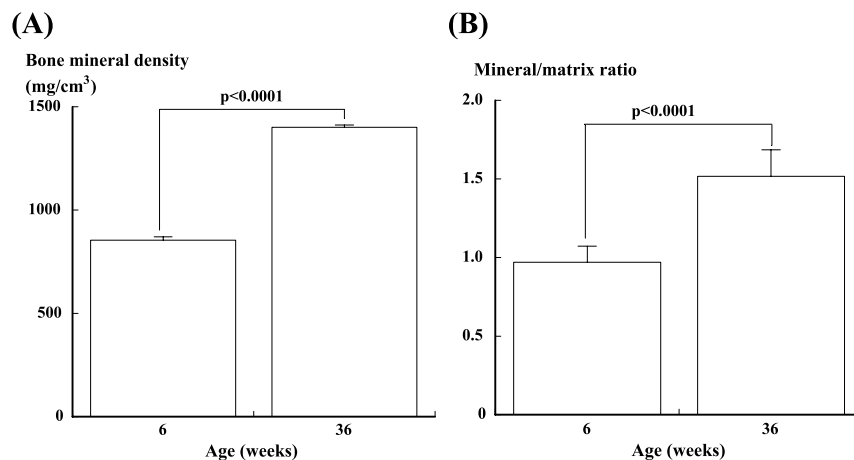 (A)
Bone mineral density
(mg/cm³)
p<0.0001
1500
1000
500
0
6
36
Age (weeks)
(B)
Mineral/matrix ratio
p<0.0001
2.0
1.5
1.0
0.5
0
6
36
Age (weeks)